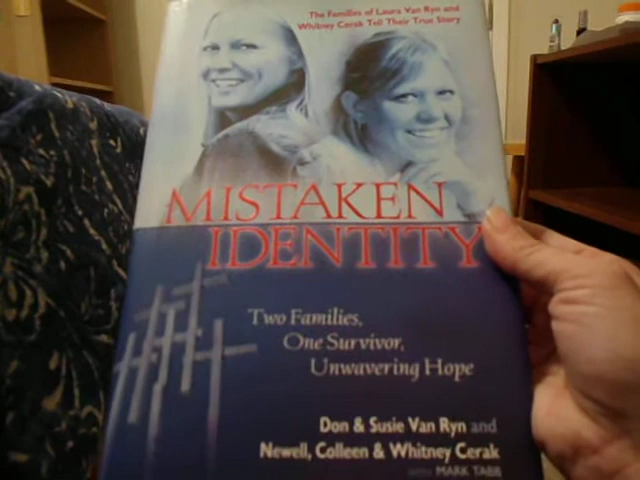 The Families of Laura Van Ryn and
Whitney Cerak Tell Their True Story
MISTAKEN
IDENTITY
Two Families,
One Survivor,
Unwavering Hope
Don & Susie Van Ryn and
Newell, Colleen & Whitney Cerak
with MARK TABB